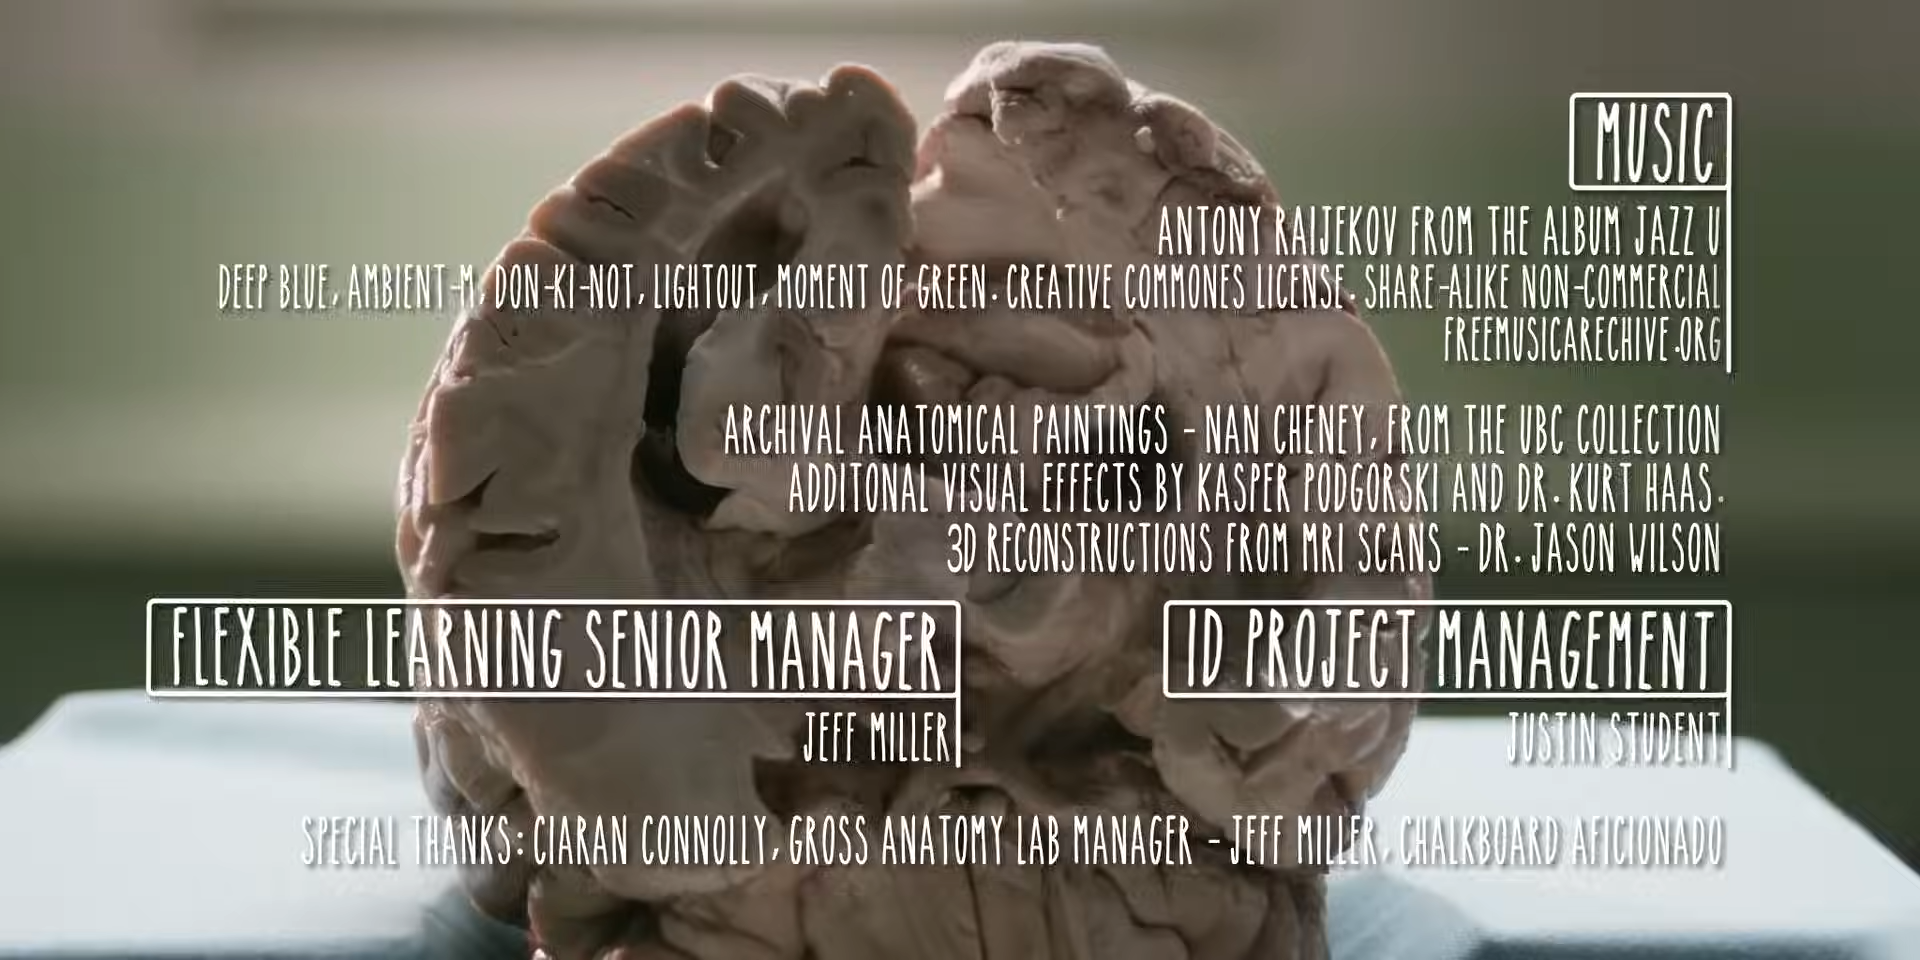 MUSIC
ANTONY RAIJEKOV FROM THE ALBUM JAZZ U
DEEP BLUE, AMBIENT-M, DON-KI-NOT, LIGHTOUT, MOMENT OF GREEN. CREATIVE COMMONES LICENSE. SHARE-ALIKE NON-COMMERCIAL
FREEMUSICARECHIVE.ORG
ARCHIVAL ANATOMICAL PAINTINGS - NAN CHENEY, FROM THE UBC COLLECTION
ADDITONAL VISUAL EFFECTS BY KASPER PODGORSKI AND DR. KURT HAAS.
3D RECONSTRUCTIONS FROM MRI SCANS - DR. JASON WILSON
FLEXIBLE LEARNING SENIOR MANAGER
JEFF MILLER
ID PROJECT MANAGEMENT
JUSTIN STUDENT
SPECIAL THANKS: CIARAN CONNOLLY, GROSS ANATOMY LAB MANAGER - JEFF MILLER, CHALKBOARD AFICIONADO